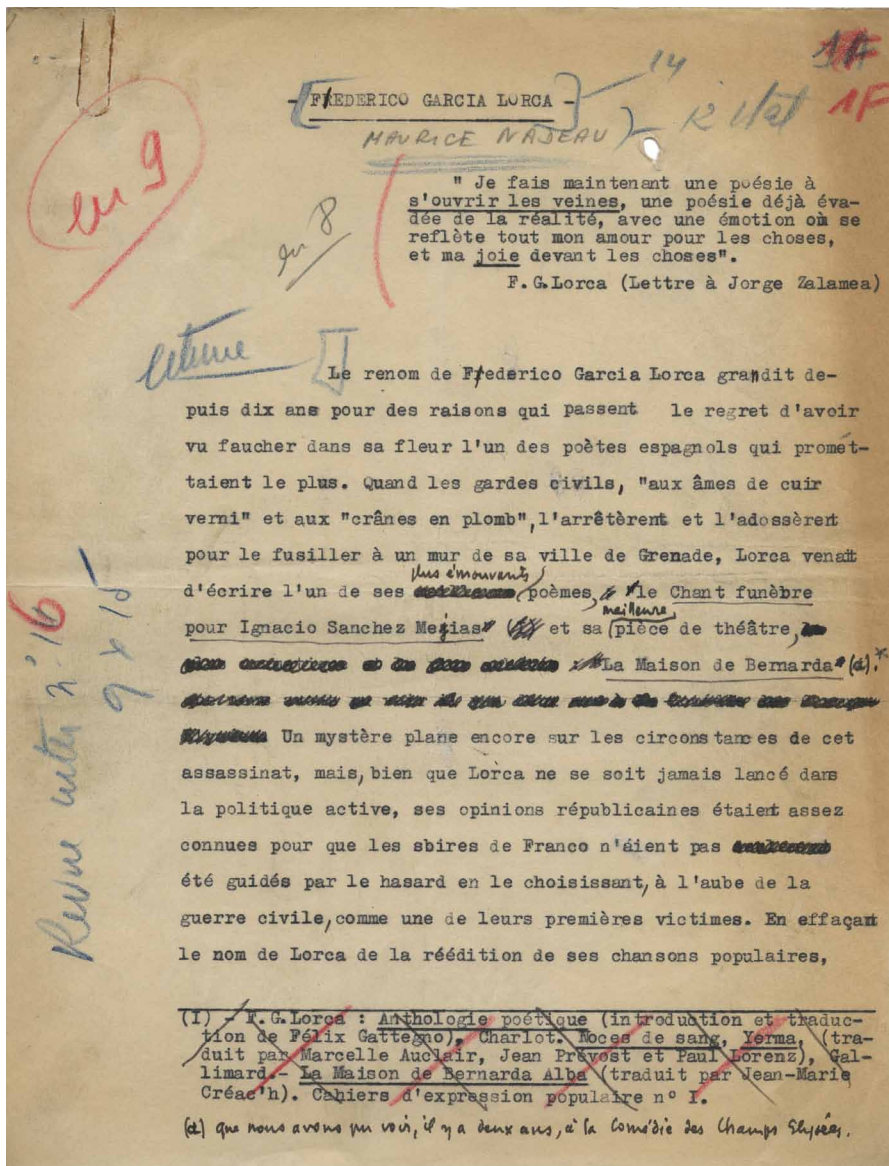 1F
- FREDERICO GARCIA LORCA -
14
1F
MAURICE NADEAU
en 9
en 8
" Je fais maintenant une poésie à
s'ouvrir les veines, une poésie déjà éva-
dée de la réalité, avec une émotion où se
reflète tout mon amour pour les choses,
et ma joie devant les choses".
F.G.Lorca (Lettre à Jorge Zalamea)
Le renom de Frederico Garcia Lorca grandit de-
puis dix ans pour des raisons qui passent le regret d'avoir
vu faucher dans sa fleur l'un des poètes espagnols qui promet-
taient le plus. Quand les gardes civils, "aux âmes de cuir
verni" et aux "crânes en plomb", l'arrêtèrent et l'adossèrent
pour le fusiller à un mur de sa ville de Grenade, Lorca venait
plus émouvants
d'écrire l'un de ses poèmes, le Chant funèbre
meilleure
pour Ignacio Sanchez Mejias et sa pièce de théâtre,
La Maison de Bernarda (a).*
Un mystère plane encore sur les circonstances de cet
assassinat, mais, bien que Lorca ne se soit jamais lancé dans
la politique active, ses opinions républicaines étaient assez
connues pour que les sbires de Franco n'aient pas
été guidés par le hasard en le choisissant, à l'aube de la
guerre civile, comme une de leurs premières victimes. En effaçant
le nom de Lorca de la réédition de ses chansons populaires,
Revue inter n° 16
9 x 15
(I) - F.G.Lorca : Anthologie poétique (introduction et traduc-
tion de Félix Gattegno), Charlot. Noces de sang, Yerma, (tra-
duit par Marcelle Auclair, Jean Prévost et Paul Lorenz), Gal-
limard.- La Maison de Bernarda Alba (traduit par Jean-Marie
Créac'h). Cahiers d'expression populaire n° I.
(a) que nous avons pu voir, il y a deux ans, à la Comédie des Champs Elysées.